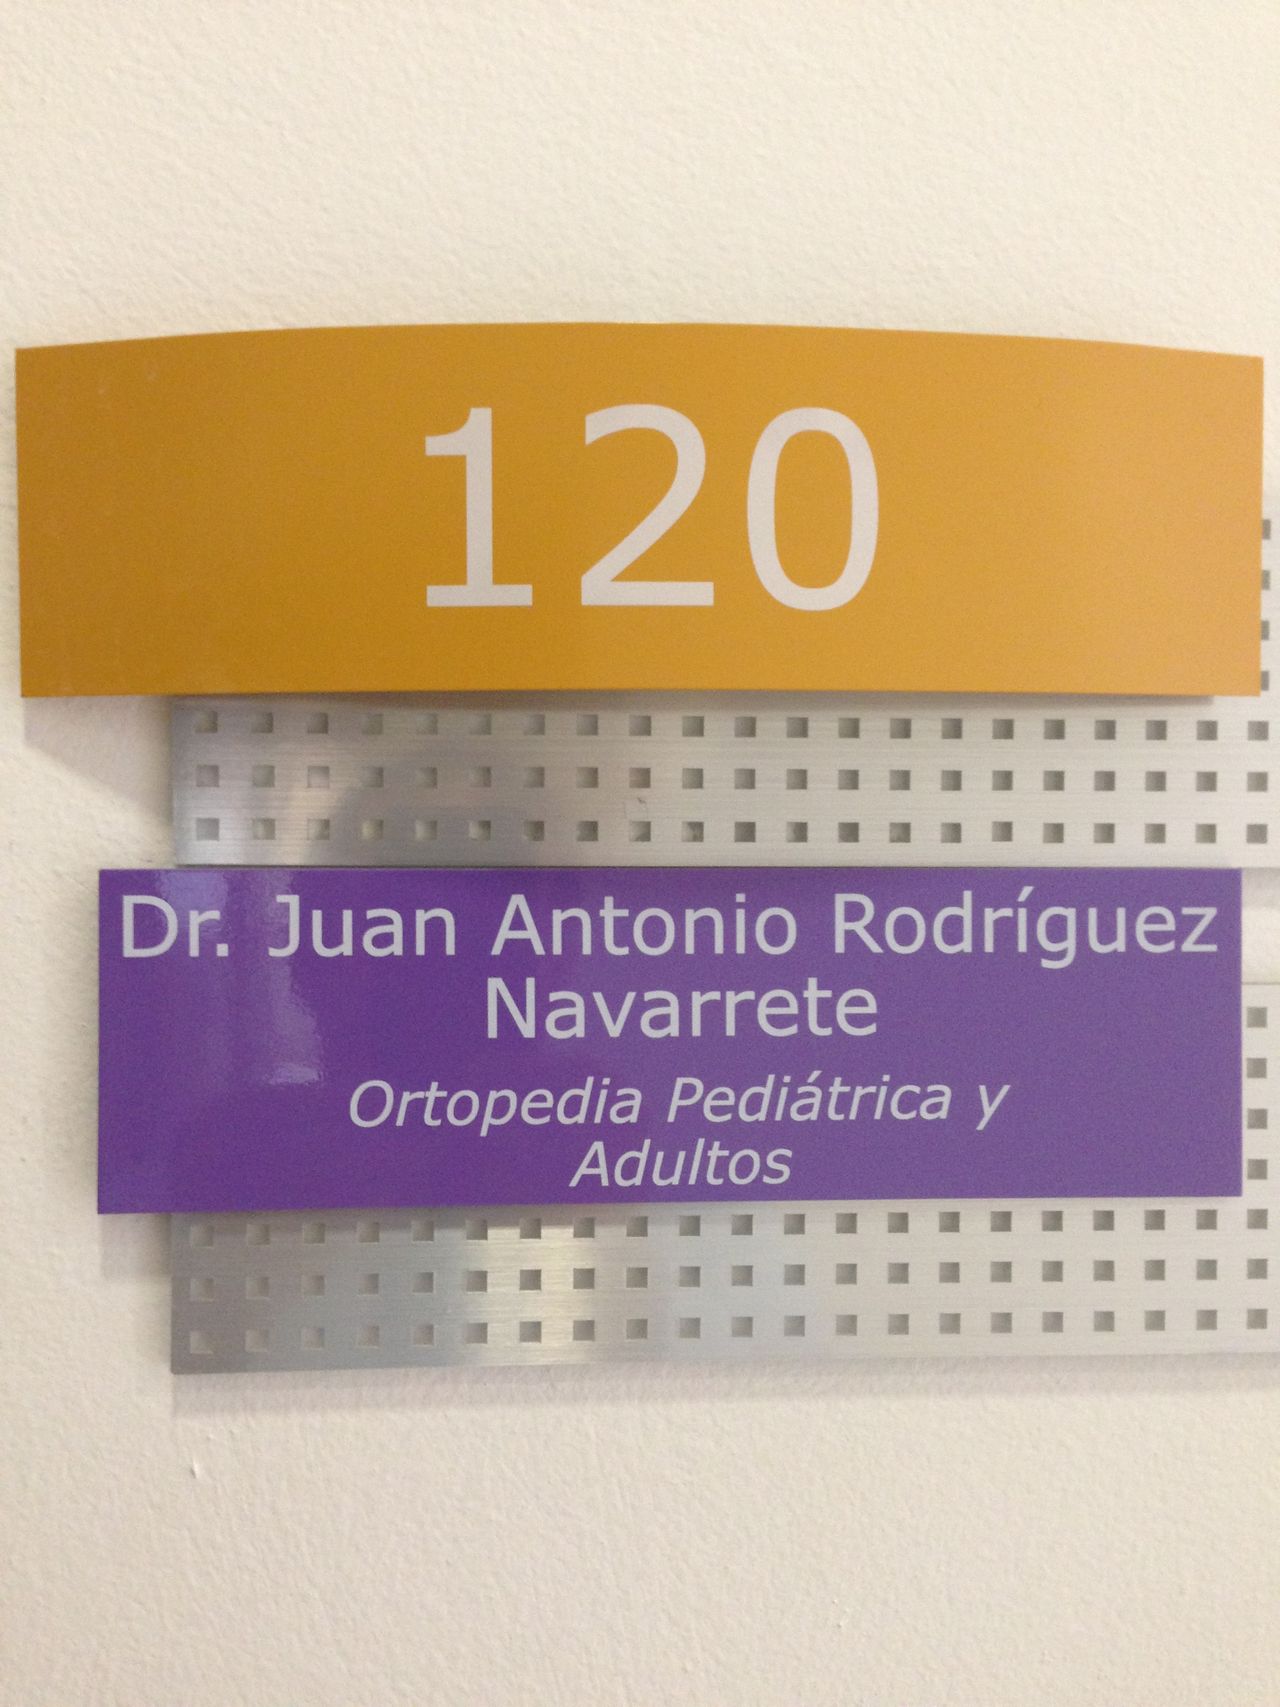 120
Dr. Juan Antonio Rodríguez
Navarrete
Ortopedia Pediátrica y
Adultos